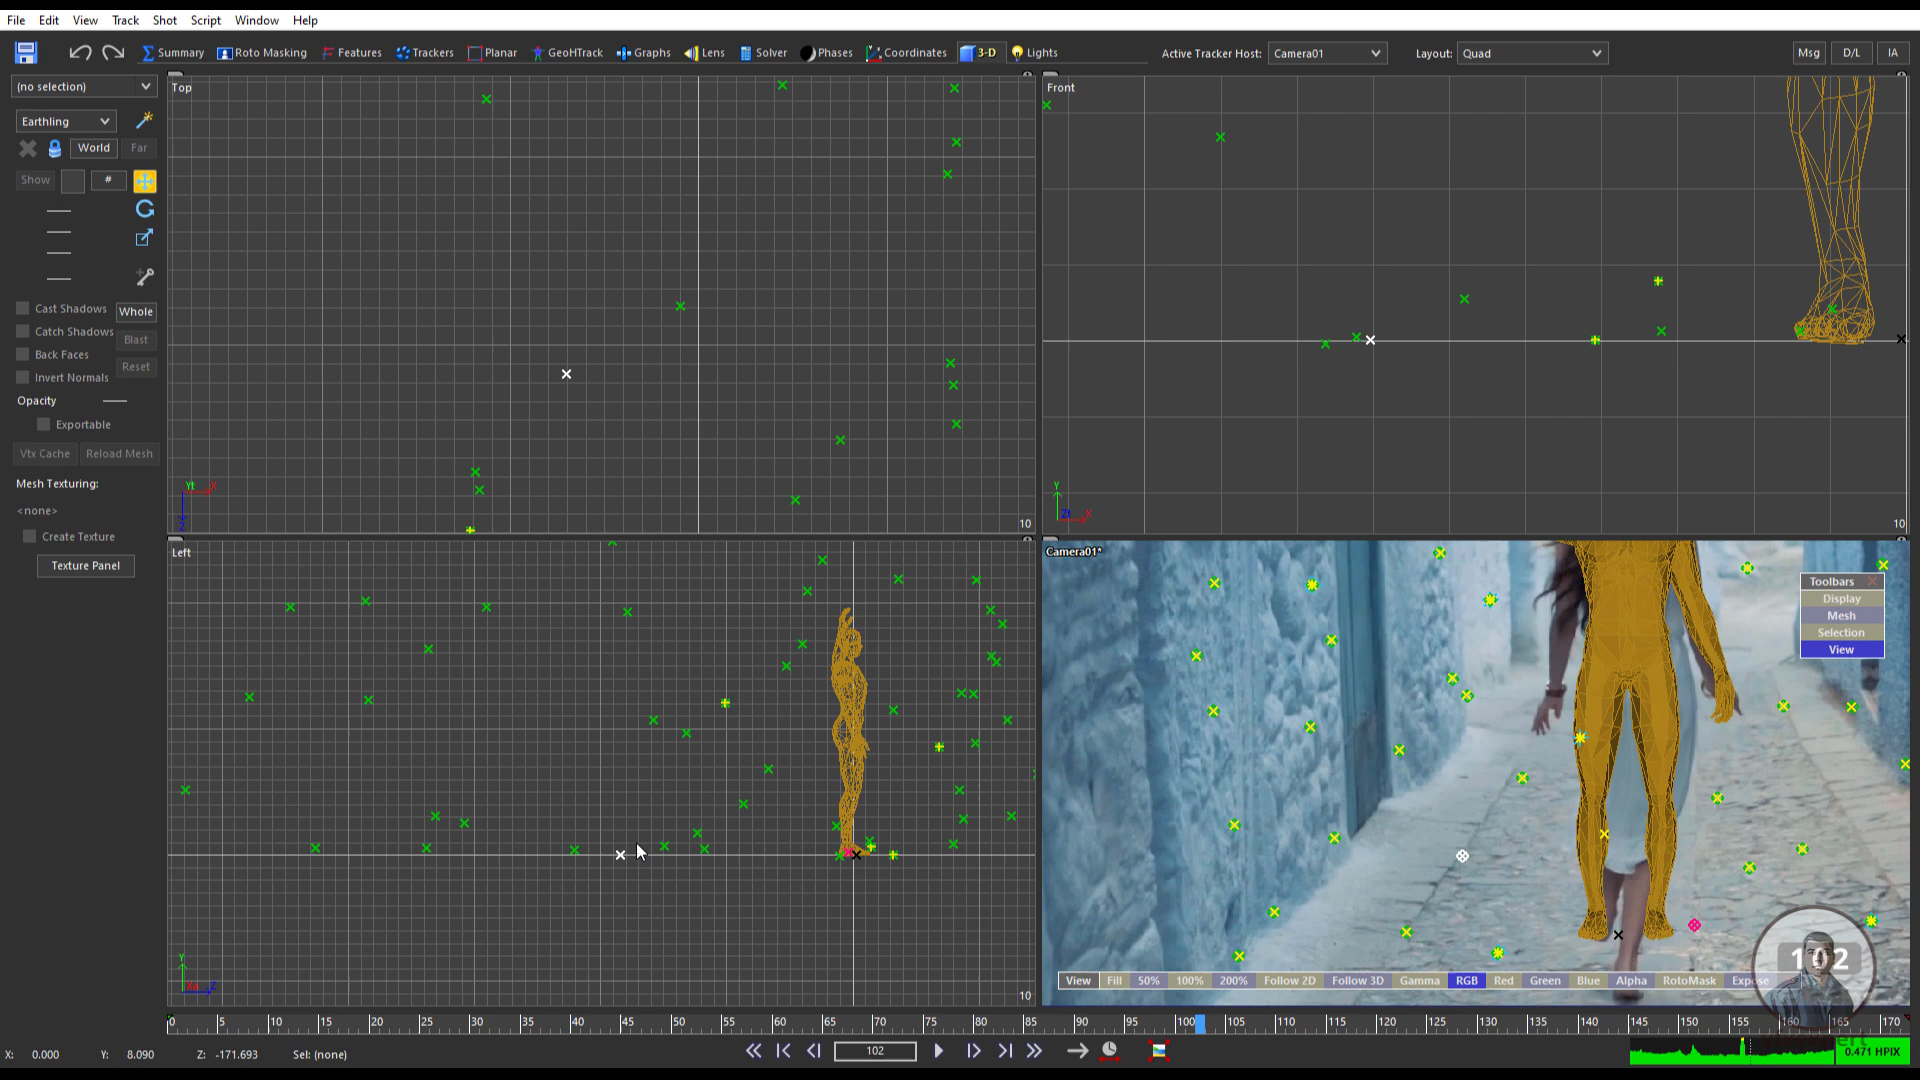 File Edit View Track Shot Script Window Help
Summary Roto Masking Features Trackers Planar GeoHTrack Graphs Lens Solver Phases Coordinates 3-D Lights Active Tracker Host: Camera01 Layout: Quad Msg D/L IA
(no selection)
Earthling
World Far
Show #
Cast Shadows Whole
Catch Shadows
Blast
Back Faces
Reset
Invert Normals
Opacity
Exportable
Vtx Cache Reload Mesh
Mesh Texturing:
<none>
Create Texture
Texture Panel
Top
Yt X
Z
10
Front
Y
Zt X
10
Left
Y
Xa Z
10
Camera01*
Toolbars
Display
Mesh
Selection
View
View Fill 50% 100% 200% Follow 2D Follow 3D Gamma RGB Red Green Blue Alpha RotoMask Expose
102
0 5 10 15 20 25 30 35 40 45 50 55 60 65 70 75 80 85 90 95 100 105 110 115 120 125 130 135 140 145 150 155 160 165 170
X: 0.000 Y: 8.090 Z: -171.693 Sel: (none)
102
0.471 HPIX